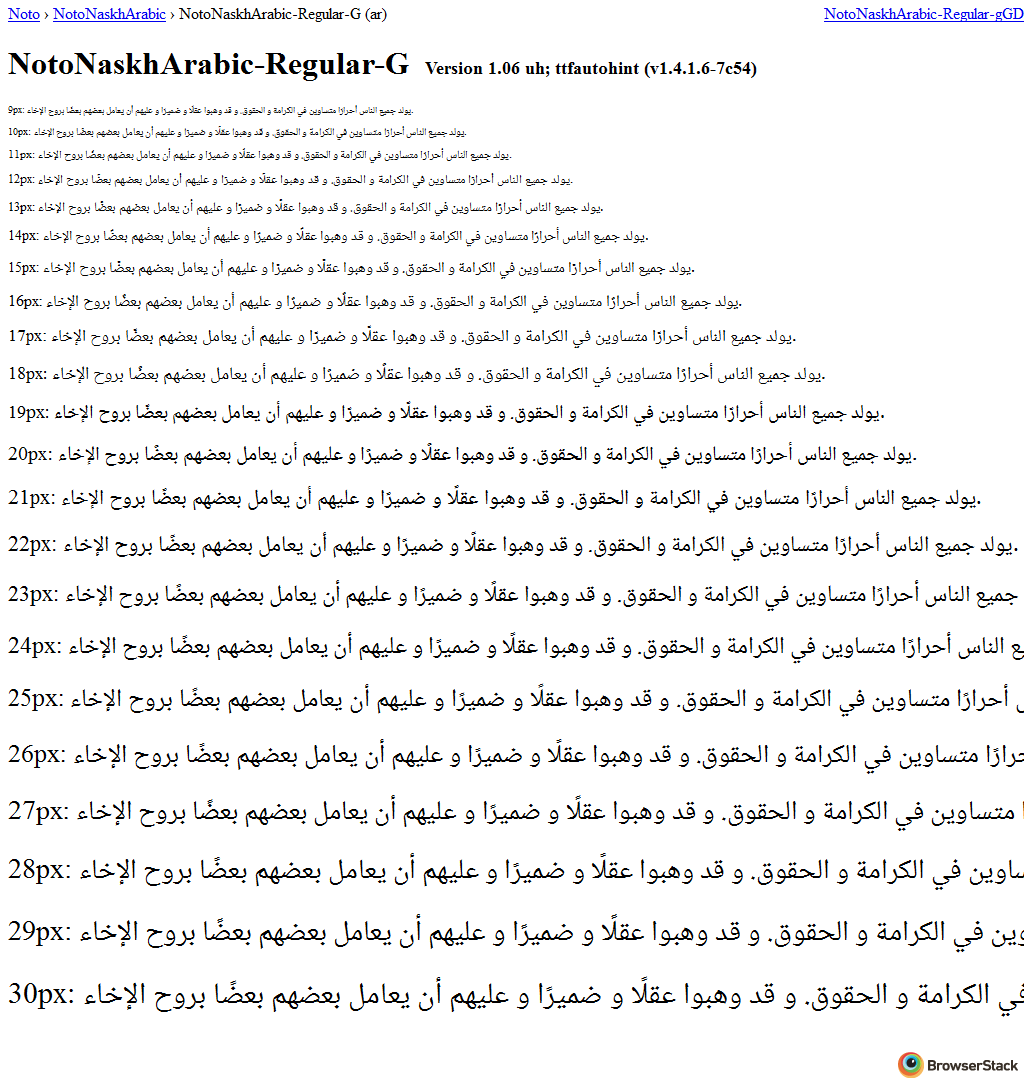 Noto › NotoNaskhArabic › NotoNaskhArabic-Regular-G (ar)
NotoNaskhArabic-Regular-gGD
NotoNaskhArabic-Regular-G Version 1.06 uh; ttfautohint (v1.4.1.6-7c54)
9px: يولد جميع الناس أحرارًا متساوين في الكرامة و الحقوق. و قد وهبوا عقلًا و ضميرًا و عليهم أن يعامل بعضهم بعضًا بروح الإخاء.
10px: يولد جميع الناس أحرارًا متساوين في الكرامة و الحقوق. و قد وهبوا عقلًا و ضميرًا و عليهم أن يعامل بعضهم بعضًا بروح الإخاء.
11px: يولد جميع الناس أحرارًا متساوين في الكرامة و الحقوق. و قد وهبوا عقلًا و ضميرًا و عليهم أن يعامل بعضهم بعضًا بروح الإخاء.
12px: يولد جميع الناس أحرارًا متساوين في الكرامة و الحقوق. و قد وهبوا عقلًا و ضميرًا و عليهم أن يعامل بعضهم بعضًا بروح الإخاء.
13px: يولد جميع الناس أحرارًا متساوين في الكرامة و الحقوق. و قد وهبوا عقلًا و ضميرًا و عليهم أن يعامل بعضهم بعضًا بروح الإخاء.
14px: يولد جميع الناس أحرارًا متساوين في الكرامة و الحقوق. و قد وهبوا عقلًا و ضميرًا و عليهم أن يعامل بعضهم بعضًا بروح الإخاء.
15px: يولد جميع الناس أحرارًا متساوين في الكرامة و الحقوق. و قد وهبوا عقلًا و ضميرًا و عليهم أن يعامل بعضهم بعضًا بروح الإخاء.
16px: يولد جميع الناس أحرارًا متساوين في الكرامة و الحقوق. و قد وهبوا عقلًا و ضميرًا و عليهم أن يعامل بعضهم بعضًا بروح الإخاء.
17px: يولد جميع الناس أحرارًا متساوين في الكرامة و الحقوق. و قد وهبوا عقلًا و ضميرًا و عليهم أن يعامل بعضهم بعضًا بروح الإخاء.
18px: يولد جميع الناس أحرارًا متساوين في الكرامة و الحقوق. و قد وهبوا عقلًا و ضميرًا و عليهم أن يعامل بعضهم بعضًا بروح الإخاء.
19px: يولد جميع الناس أحرارًا متساوين في الكرامة و الحقوق. و قد وهبوا عقلًا و ضميرًا و عليهم أن يعامل بعضهم بعضًا بروح الإخاء.
20px: يولد جميع الناس أحرارًا متساوين في الكرامة و الحقوق. و قد وهبوا عقلًا و ضميرًا و عليهم أن يعامل بعضهم بعضًا بروح الإخاء.
21px: يولد جميع الناس أحرارًا متساوين في الكرامة و الحقوق. و قد وهبوا عقلًا و ضميرًا و عليهم أن يعامل بعضهم بعضًا بروح الإخاء.
22px: يولد جميع الناس أحرارًا متساوين في الكرامة و الحقوق. و قد وهبوا عقلًا و ضميرًا و عليهم أن يعامل بعضهم بعضًا بروح الإخاء.
23px: جميع الناس أحرارًا متساوين في الكرامة و الحقوق. و قد وهبوا عقلًا و ضميرًا و عليهم أن يعامل بعضهم بعضًا بروح الإخاء
24px: الناس أحرارًا متساوين في الكرامة و الحقوق. و قد وهبوا عقلًا و ضميرًا و عليهم أن يعامل بعضهم بعضًا بروح الإخاء
25px: أحرارًا متساوين في الكرامة و الحقوق. و قد وهبوا عقلًا و ضميرًا و عليهم أن يعامل بعضهم بعضًا بروح الإخاء
26px: متساوين في الكرامة و الحقوق. و قد وهبوا عقلًا و ضميرًا و عليهم أن يعامل بعضهم بعضًا بروح الإخاء
27px: متساوين في الكرامة و الحقوق. و قد وهبوا عقلًا و ضميرًا و عليهم أن يعامل بعضهم بعضًا بروح الإخاء
28px: في الكرامة و الحقوق. و قد وهبوا عقلًا و ضميرًا و عليهم أن يعامل بعضهم بعضًا بروح الإخاء
29px: في الكرامة و الحقوق. و قد وهبوا عقلًا و ضميرًا و عليهم أن يعامل بعضهم بعضًا بروح الإخاء
30px: في الكرامة و الحقوق. و قد وهبوا عقلًا و ضميرًا و عليهم أن يعامل بعضهم بعضًا بروح الإخاء
BrowserStack